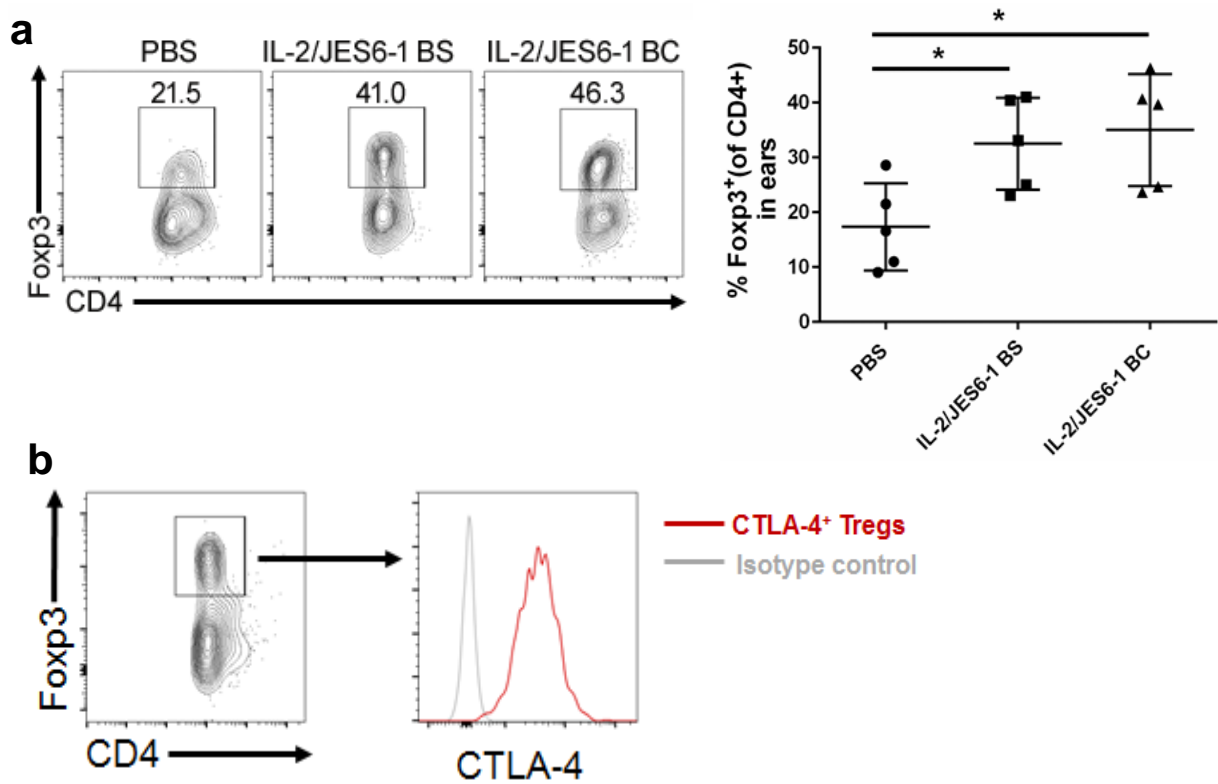 a
PBS
IL-2/JES6-1 BS
IL-2/JES6-1 BC
21.5
41.0
46.3
Foxp3
CD4
*
*
% Foxp3⁺(of CD4+)
in ears
50
40
30
20
10
0
PBS
IL-2/JES6-1 BS
IL-2/JES6-1 BC
b
Foxp3
CD4
CTLA-4
CTLA-4⁺ Tregs
Isotype control